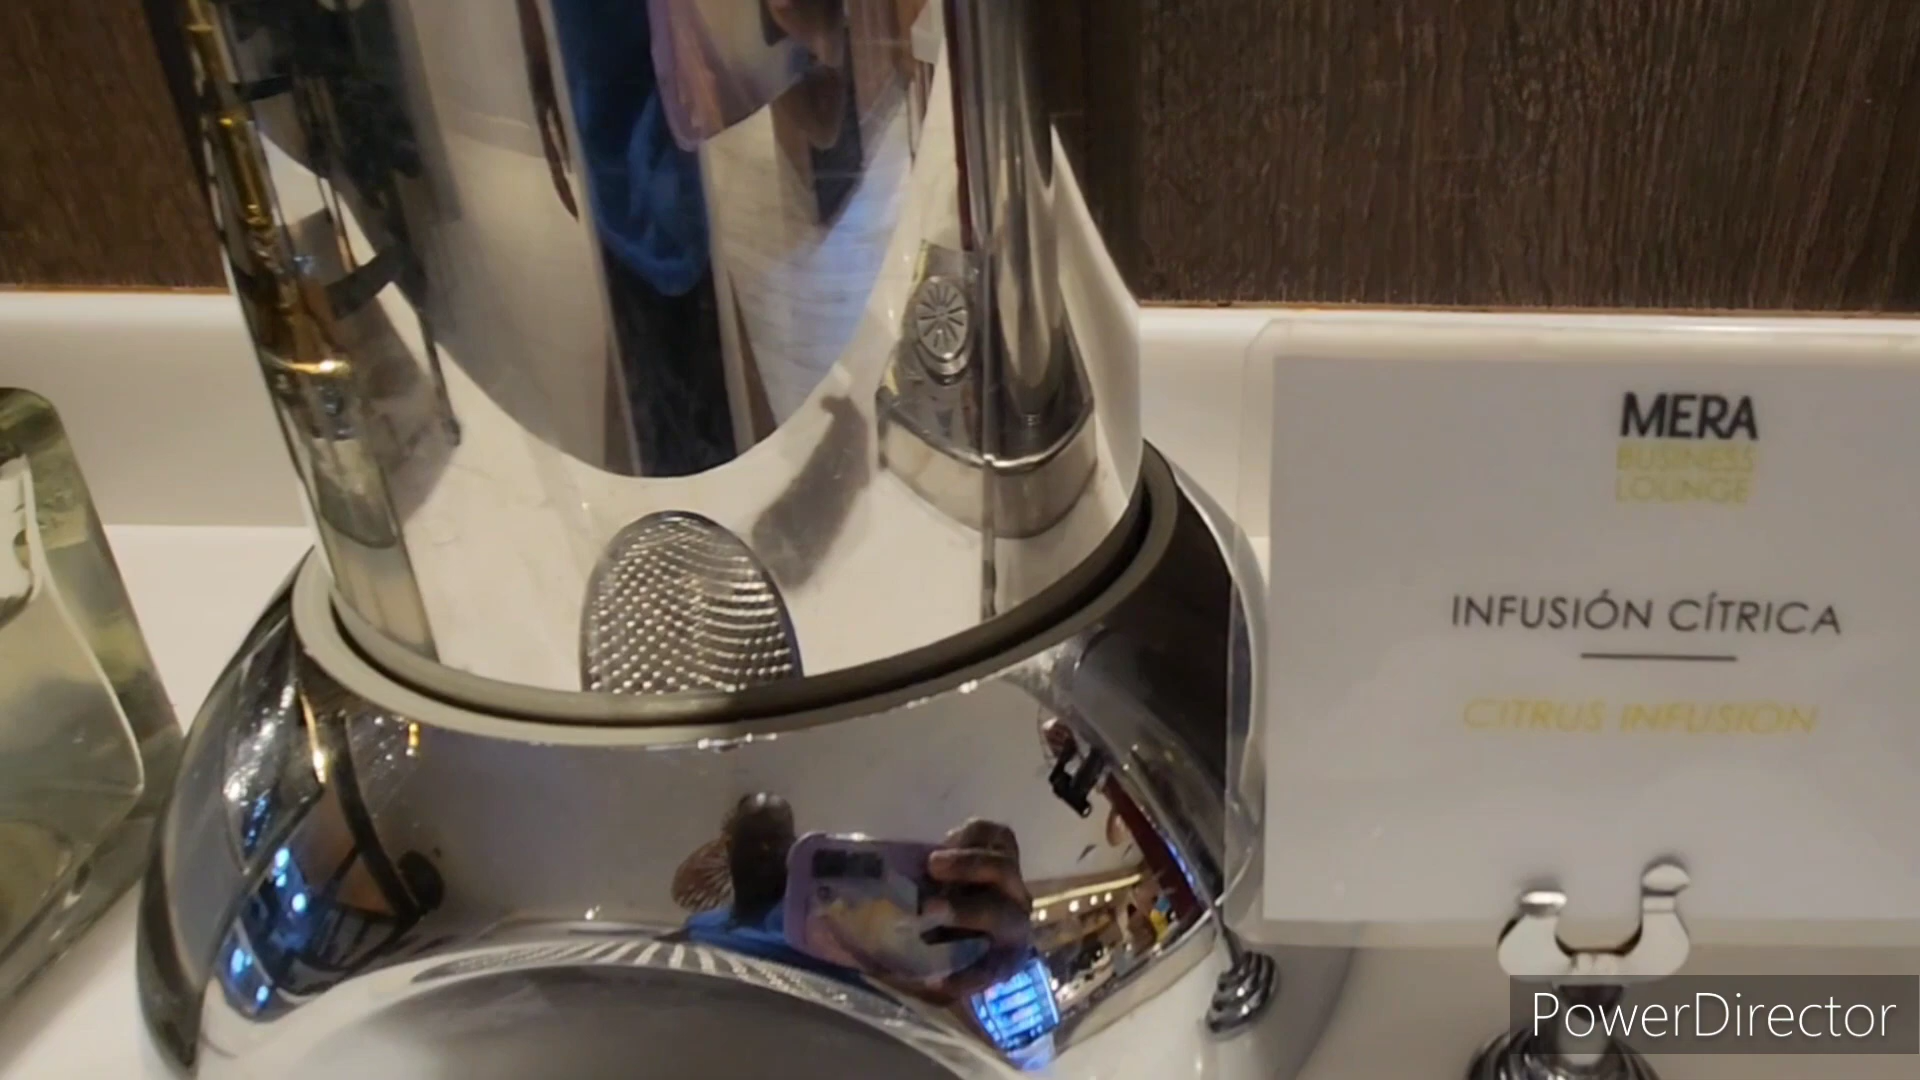 MERA
BUSINESS
LOUNGE
INFUSIÓN CÍTRICA
CITRUS INFUSION
PowerDirector